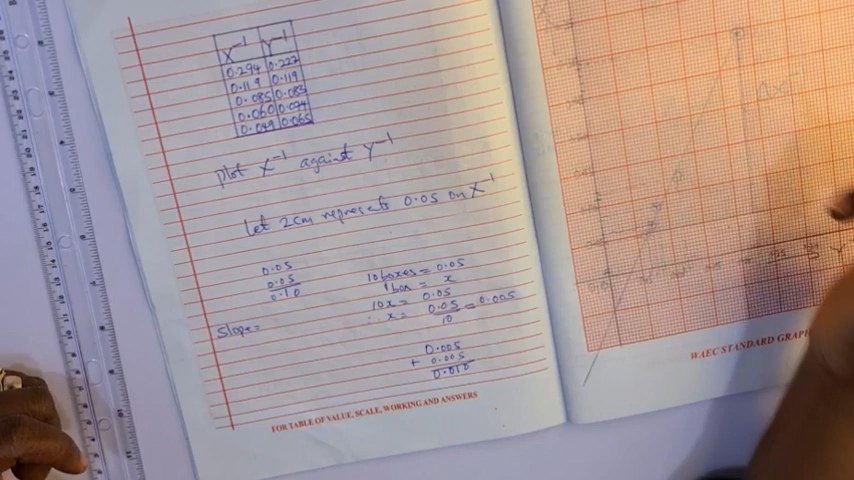 x⁻¹ y⁻¹
0.294 0.227
0.119 0.119
0.085 0.083
0.060 0.074
0.049 0.065
plot x⁻¹ against y⁻¹
let 2cm represents 0.05 on x⁻¹
0.05
0.05
0.10
slope=
10 boxes = 0.05
1 box = x
10x = 0.05
∴ x = 0.05/10 = 0.005
0.005
+ 0.005
0.010
FOR TABLE OF VALUE, SCALE, WORKING AND ANSWERS
WAEC STANDARD